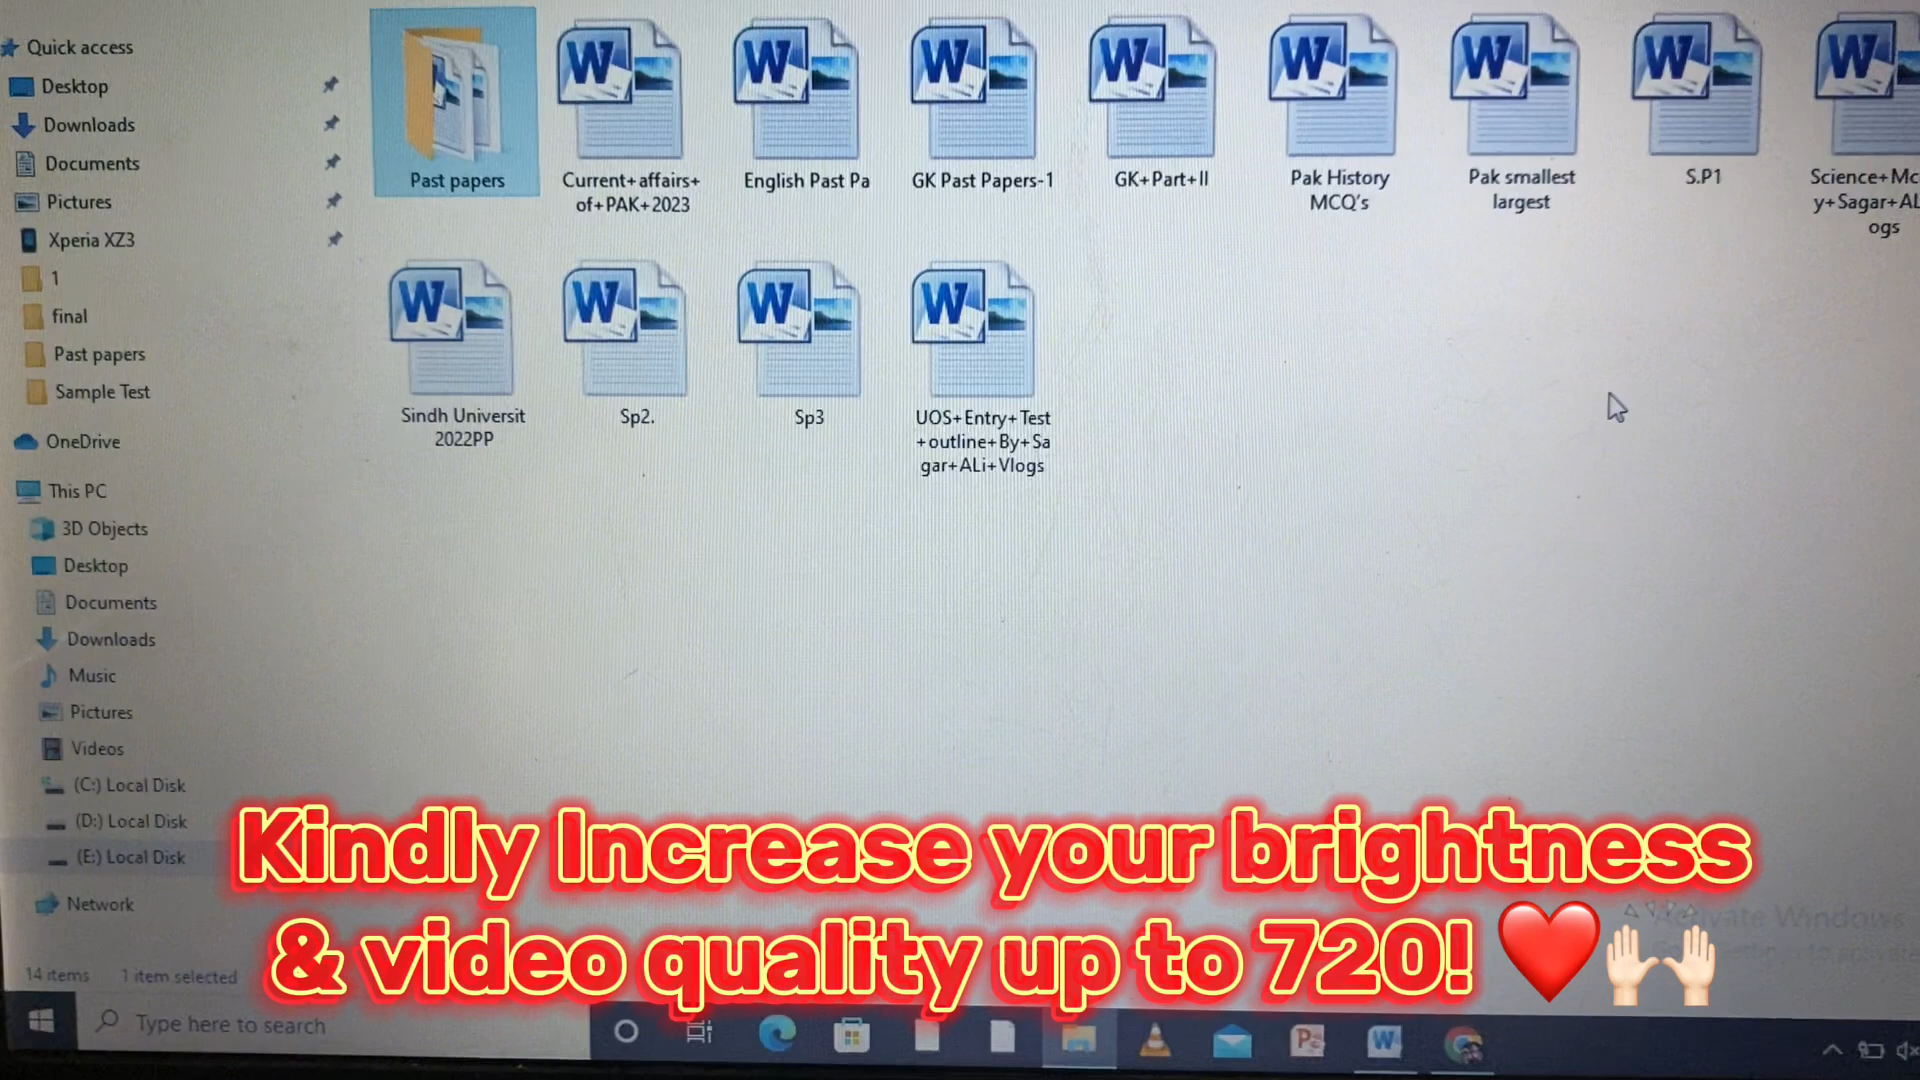 Quick access
Desktop
Downloads
Documents
Pictures
Xperia XZ3
1
final
Past papers
Sample Test
OneDrive
This PC
3D Objects
Desktop
Documents
Downloads
Music
Pictures
Videos
(C:) Local Disk
(D:) Local Disk
(E:) Local Disk
Network
14 items 1 item selected
Past papers
Current+affairs+
of+PAK+2023
English Past Pa
GK Past Papers-1
GK+Part+II
Pak History
MCQ's
Pak smallest
largest
S.P1
Science+Mc
y+Sagar+AL
ogs
Sindh Universit
2022PP
Sp2.
Sp3
UOS+Entry+Test
+outline+By+Sa
gar+ALi+Vlogs
Kindly Increase your brightness
& video quality up to 720!
Windows
Type here to search